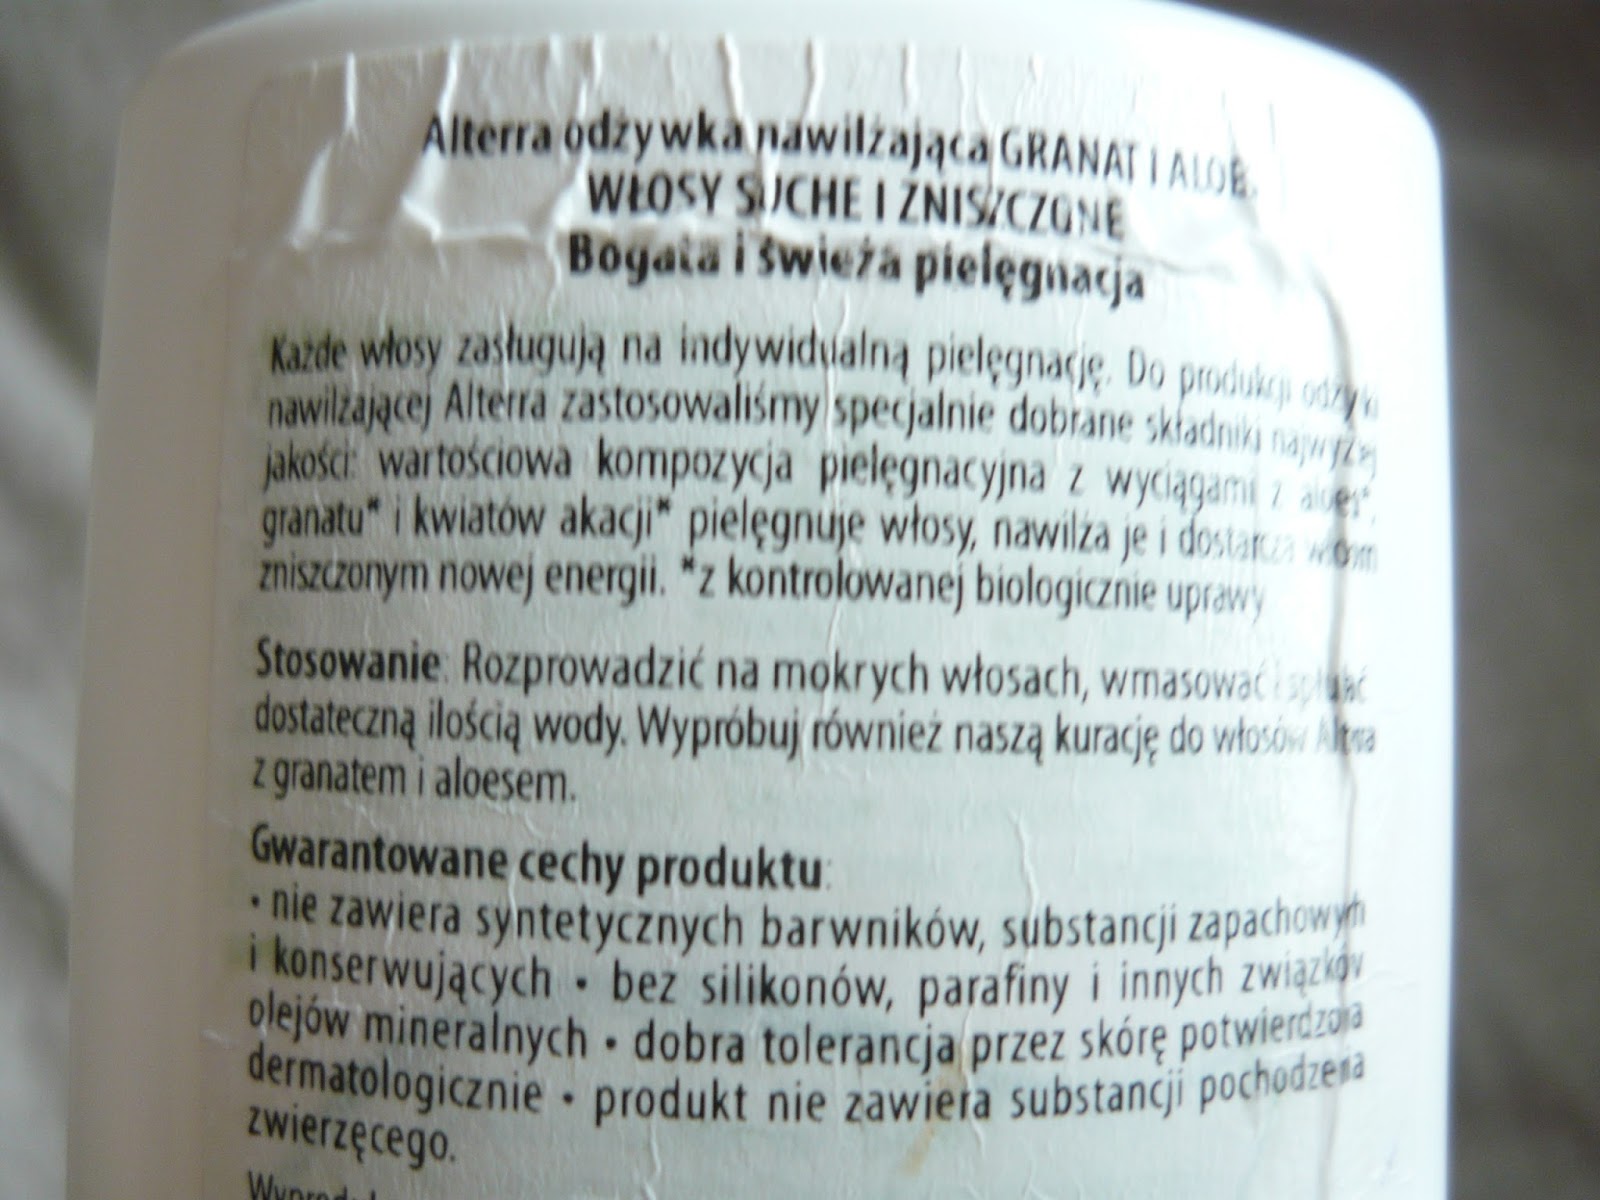 Alterra odżywka nawilżająca GRANAT I ALOE.
WŁOSY SUCHE I ZNISZCZONE
Bogata i świeża pielęgnacja
Każde włosy zasługują na indywidualną pielęgnację. Do produkcji odżywki
nawilżającej Alterra zastosowaliśmy specjalnie dobrane składniki najwyżej
jakości: wartościowa kompozycja pielęgnacyjna z wyciągami z aloes*,
granatu* i kwiatów akacji* pielęgnuje włosy, nawilża je i dostarcza włosom
zniszczonym nowej energii. *z kontrolowanej biologicznie uprawy
Stosowanie: Rozprowadzić na mokrych włosach, wmasować i spłukać
dostateczną ilością wody. Wypróbuj również naszą kurację do włosów Alterra
z granatem i aloesem.
Gwarantowane cechy produktu:
• nie zawiera syntetycznych barwników, substancji zapachowych
i konserwujących • bez silikonów, parafiny i innych związków
olejów mineralnych • dobra tolerancja przez skórę potwierdzona
dermatologicznie • produkt nie zawiera substancji pochodzenia
zwierzęcego.